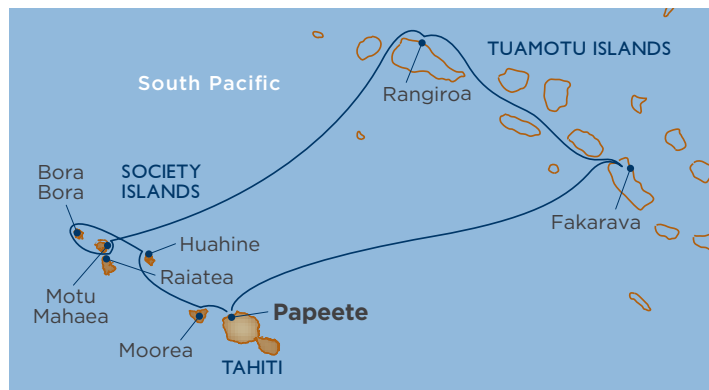 TUAMOTU ISLANDS
South Pacific
Rangiroa
Bora
Bora
SOCIETY
ISLANDS
Fakarava
Huahine
Raiatea
Motu
Mahaea
Papeete
Moorea
TAHITI